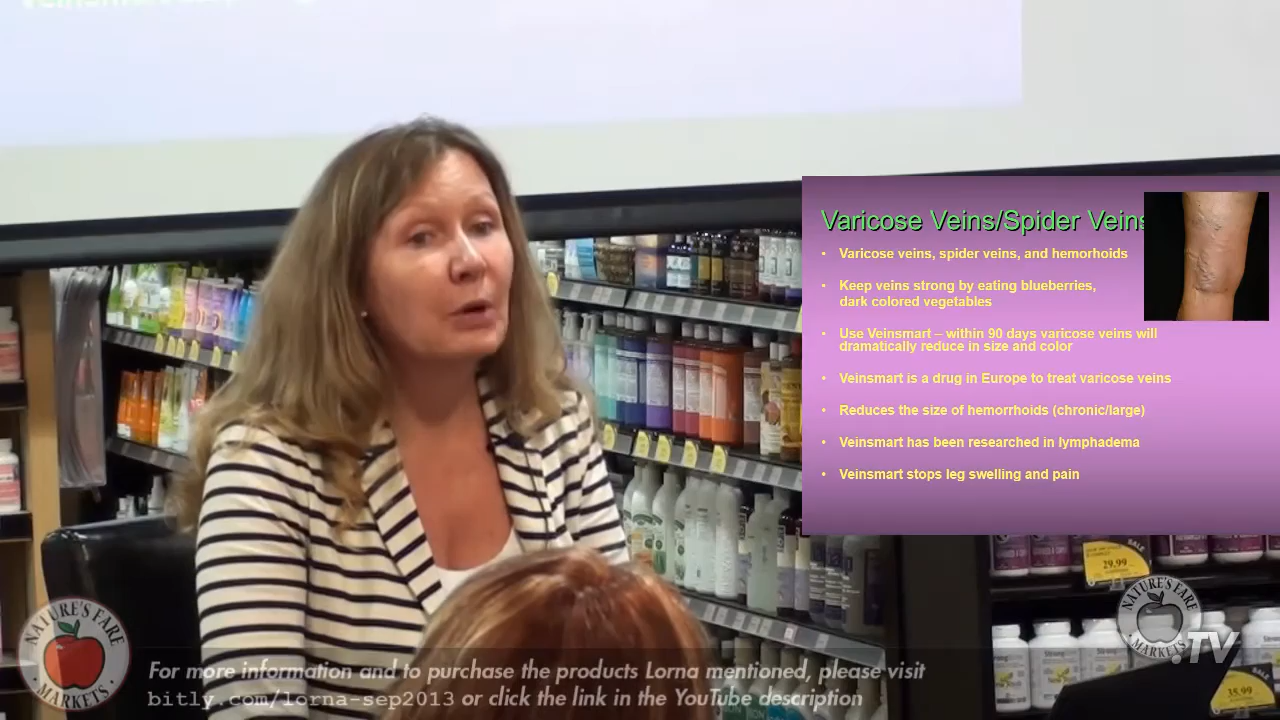 Varicose Veins/Spider Veins
• Varicose veins, spider veins, and hemorhoids
• Keep veins strong by eating blueberries,
dark colored vegetables
• Use Veinsmart – within 90 days varicose veins will
dramatically reduce in size and color
• Veinsmart is a drug in Europe to treat varicose veins
• Reduces the size of hemorrhoids (chronic/large)
• Veinsmart has been researched in lymphadema
• Veinsmart stops leg swelling and pain
SALE
29.99
NATURE'S FARE
MARKETS
For more information and to purchase the products Lorna mentioned, please visit
bitly.com/lorna-sep2013 or click the link in the YouTube description
NATURE'S FARE
.TV
SALE
35.99